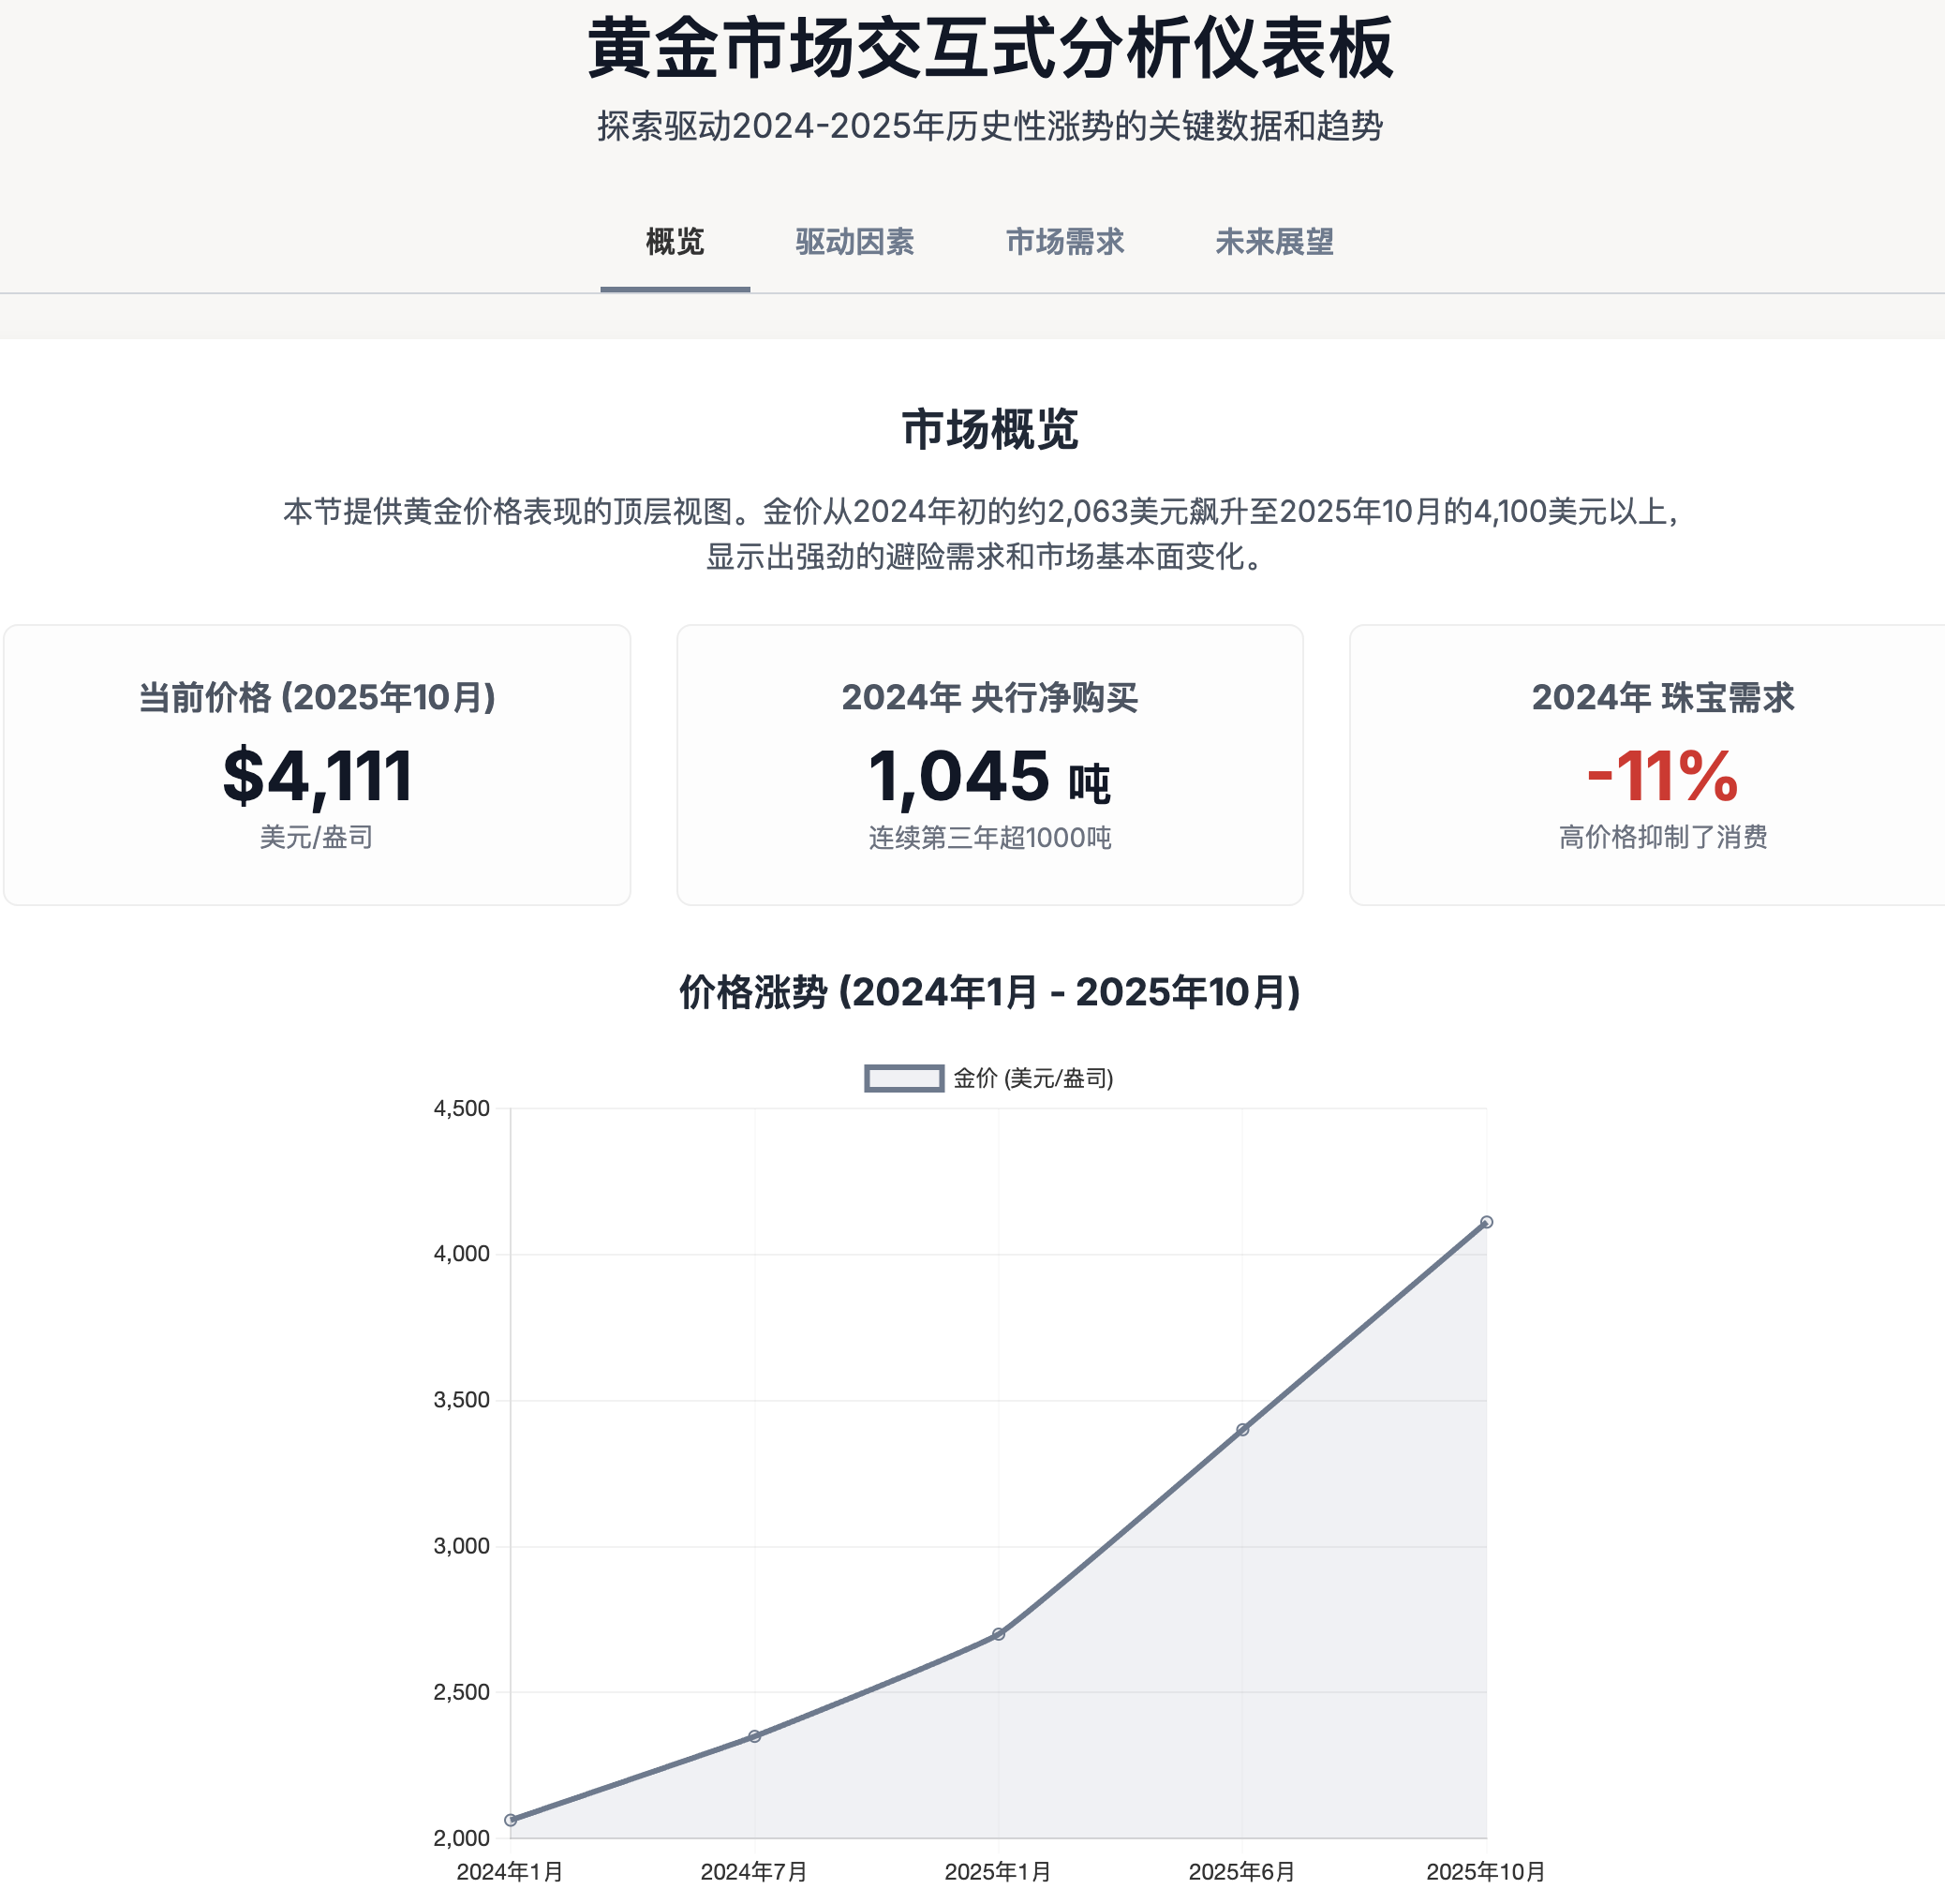 黄金市场交互式分析仪表板
探索驱动2024-2025年历史性涨势的关键数据和趋势
概览
驱动因素
市场需求
未来展望
市场概览
本节提供黄金价格表现的顶层视图。金价从2024年初的约2,063美元飙升至2025年10月的4,100美元以上，
显示出强劲的避险需求和市场基本面变化。
当前价格 (2025年10月)
$4,111
美元/盎司
2024年 央行净购买
1,045 吨
连续第三年超1000吨
2024年 珠宝需求
-11%
高价格抑制了消费
价格涨势 (2024年1月 - 2025年10月)
金价 (美元/盎司)
4,500
4,000
3,500
3,000
2,500
2,000
2024年1月
2024年7月
2025年1月
2025年6月
2025年10月